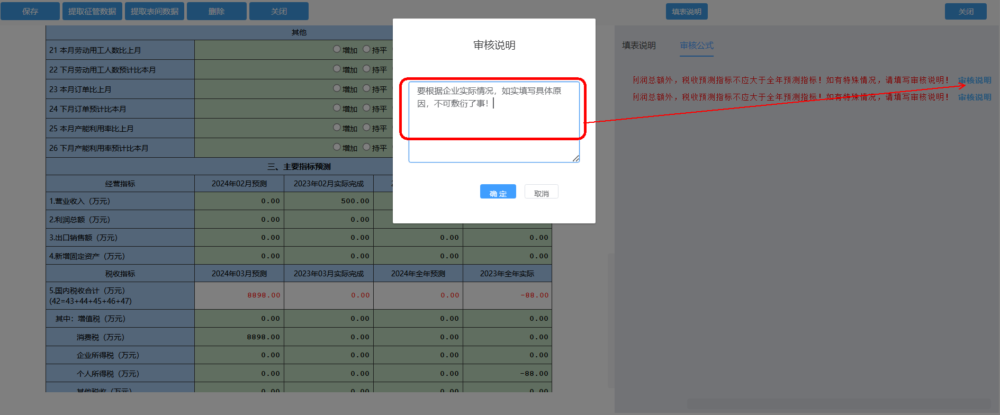 保存 提取征管数据 提取表间数据 删除 关闭 填表说明 关闭
其他
21 本月劳动用工人数比上月 增加 持平
22 下月劳动用工人数预计比本月 增加 持平
23 本月订单比上月 增加 持平
24 下月订单预计比本月 增加 持平
25 本月产能利用率比上月 增加 持平
26 下月产能利用率预计比本月 增加 持平
三、主要指标预测
经营指标 2024年02月预测 2023年02月实际完成
1.营业收入（万元） 0.00 500.00
2.利润总额（万元） 0.00 0.00
3.出口销售额（万元） 0.00 0.00 0.00 0.00
4.新增固定资产（万元） 0.00 0.00 0.00 0.00
税收指标 2024年03月预测 2023年03月实际完成 2024年全年预测 2023年全年实际
5.国内税收合计（万元）
(42=43+44+45+46+47) 8898.00 0.00 0.00 -88.00
其中：增值税（万元） 0.00 0.00 0.00 0.00
消费税（万元） 8898.00 0.00 0.00 0.00
企业所得税（万元） 0.00 0.00 0.00 0.00
个人所得税（万元） 0.00 0.00 0.00 -88.00
其他税收（万元） 0.00 0.00 0.00 0.00
审核说明
要根据企业实际情况，如实填写具体原
因，不可敷衍了事！
确 定 取消
填表说明 审核公式
利润总额外，税收预测指标不应大于全年预测指标！如有特殊情况，请填写审核说明！ 审核说明
利润总额外，税收预测指标不应大于全年预测指标！如有特殊情况，请填写审核说明！ 审核说明